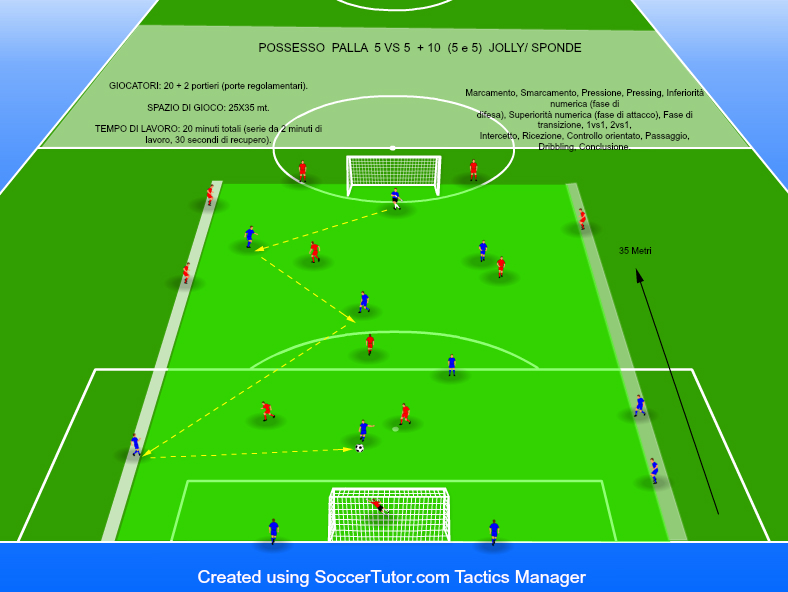 POSSESSO PALLA 5 VS 5 + 10 (5 e 5) JOLLY/ SPONDE
GIOCATORI: 20 + 2 portieri (porte regolamentari).
SPAZIO DI GIOCO: 25X35 mt.
TEMPO DI LAVORO: 20 minuti totali (serie da 2 minuti di
lavoro, 30 secondi di recupero).
Marcamento, Smarcamento, Pressione, Pressing, Inferiorità
numerica (fase di
difesa), Superiorità numerica (fase di attacco), Fase di
transizione, 1vs1, 2vs1,
Intercetto, Ricezione, Controllo orientato, Passaggio,
Dribbling, Conclusione.
35 Metri
Created using SoccerTutor.com Tactics Manager